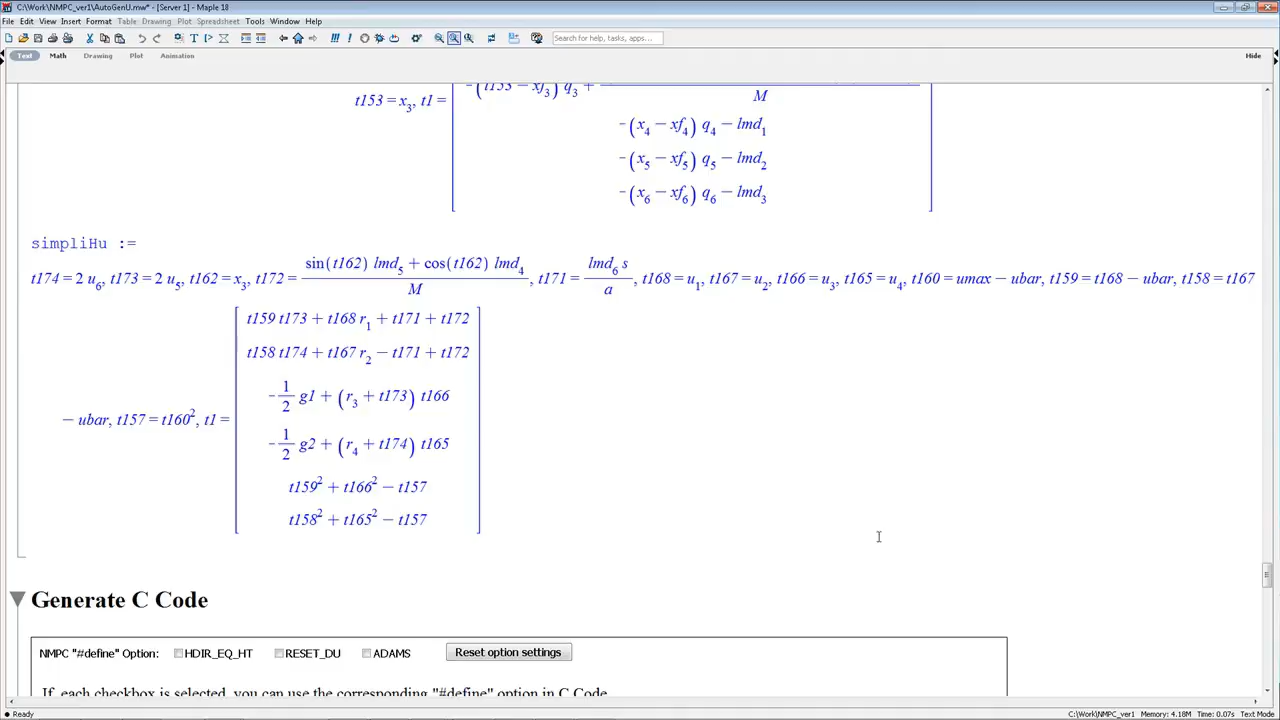 C:\Work\NMPC_ver1\AutoGenU.mw* - [Server 1] - Maple 18
File Edit View Insert Format Table Drawing Plot Spreadsheet Tools Window Help
Search for help, tasks, apps...
Text Math Drawing Plot Animation Hide
t153 = x₃, t1 =
-(t153 − xf₃) q₃ +
M
-(x₄ − xf₄) q₄ − lmd₁
-(x₅ − xf₅) q₅ − lmd₂
-(x₆ − xf₆) q₆ − lmd₃
simpliHu :=
t174 = 2 u₆, t173 = 2 u₅, t162 = x₃, t172 = (sin(t162) lmd₅ + cos(t162) lmd₄)/M, t171 = (lmd₆ s)/a, t168 = u₁, t167 = u₂, t166 = u₃, t165 = u₄, t160 = umax − ubar, t159 = t168 − ubar, t158 = t167
− ubar, t157 = t160², t1 =
t159 t173 + t168 r₁ + t171 + t172
t158 t174 + t167 r₂ − t171 + t172
-1/2 g1 + (r₃ + t173) t166
-1/2 g2 + (r₄ + t174) t165
t159² + t166² − t157
t158² + t165² − t157
Generate C Code
NMPC "#define" Option: HDIR_EQ_HT RESET_DU ADAMS Reset option settings
If each checkbox is selected, you can use the corresponding "#define" option in C Code
Ready C:\Work\NMPC_ver1 Memory: 4.18M Time: 0.07s Text Mode